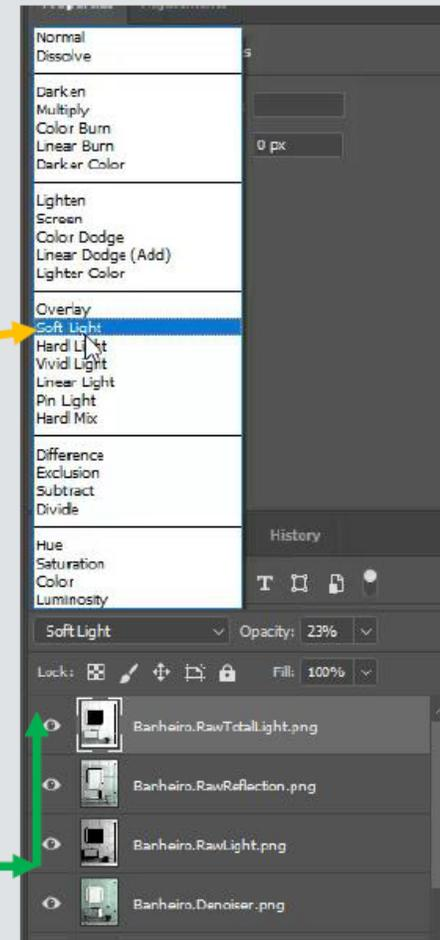 Normal
Dissolve
s
Darken
Multiply
Color Burn
Linear Burn
Darker Color
0 px
Lighten
Screen
Color Dodge
Linear Dodge (Add)
Lighter Color
Overlay
Soft Light
Hard Light
Vivid Light
Linear Light
Pin Light
Hard Mix
Difference
Exclusion
Subtract
Divide
Hue
Saturation
Color
Luminosity
History
Soft Light Opacity: 23%
Lock: Fill: 100%
Banheiro.RawTotalLight.png
Banheiro.RawReflection.png
Banheiro.RawLight.png
Banheiro.Denoiser.png